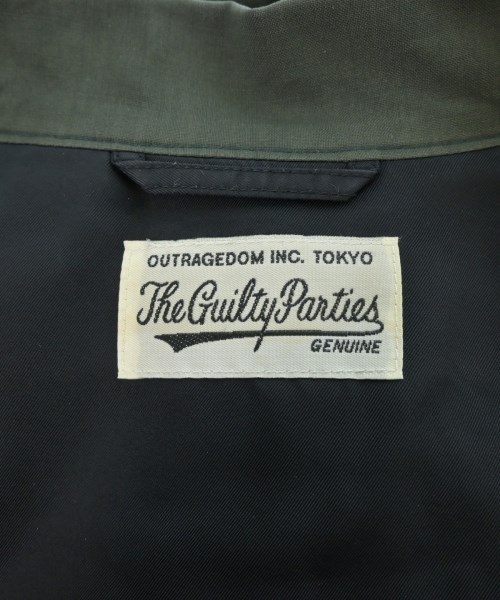 OUTRAGEDOM INC. TOKYO
The Guilty Parties
GENUINE